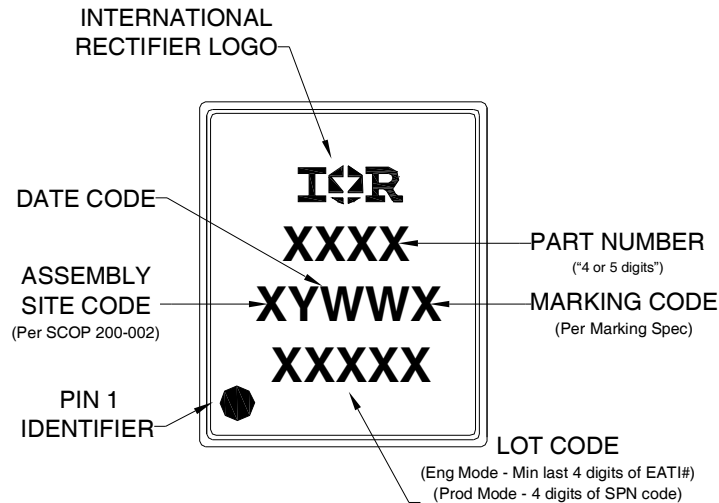 INTERNATIONAL
RECTIFIER LOGO
IOR
DATE CODE
XXXX
PART NUMBER
(“4 or 5 digits”)
ASSEMBLY
SITE CODE
(Per SCOP 200-002)
XYWWX
MARKING CODE
(Per Marking Spec)
XXXXX
PIN 1
IDENTIFIER
LOT CODE
(Eng Mode - Min last 4 digits of EATI#)
(Prod Mode - 4 digits of SPN code)